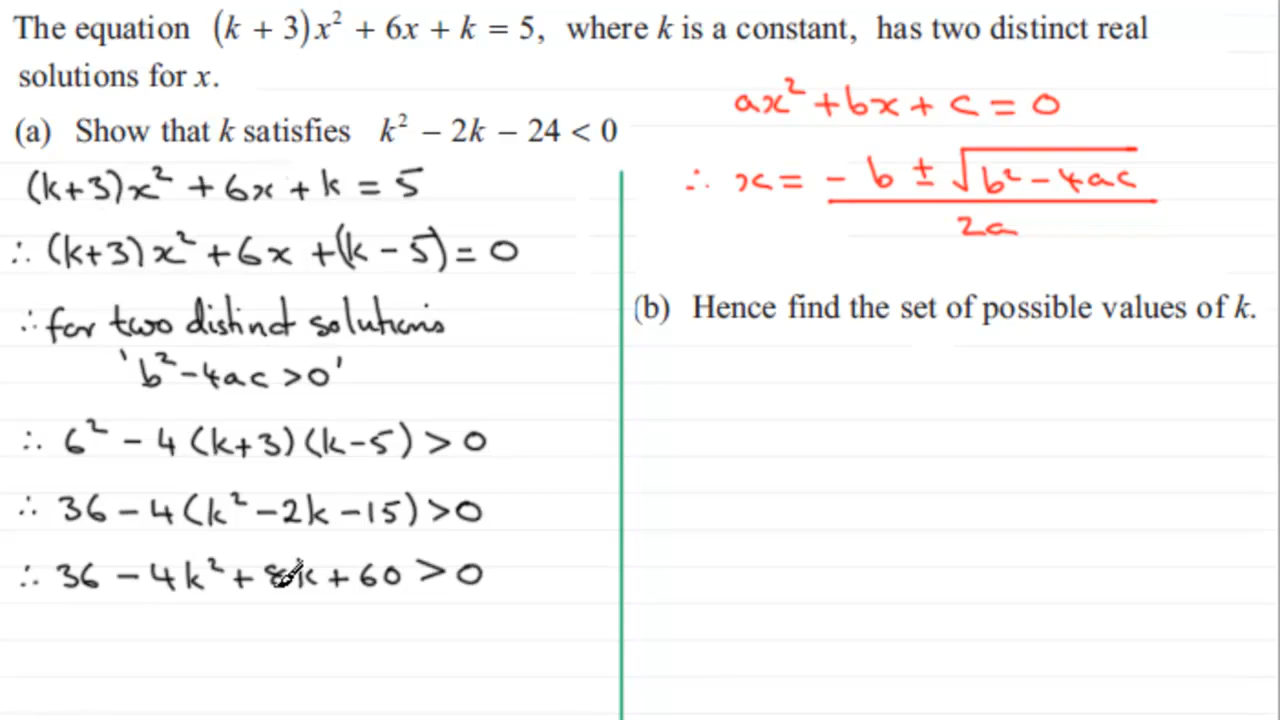 The equation (k + 3)x² + 6x + k = 5, where k is a constant, has two distinct real
solutions for x.
(a) Show that k satisfies k² − 2k − 24 < 0
(k+3)x² + 6x + k = 5
∴ (k+3)x² + 6x + (k − 5) = 0
∴ for two distinct solutions
'b² − 4ac > 0'
∴ 6² − 4(k+3)(k−5) > 0
∴ 36 − 4(k² − 2k − 15) > 0
∴ 36 − 4k² + 8k + 60 > 0
ax² + bx + c = 0
∴ x = − b ± √b² − 4ac
2a
(b) Hence find the set of possible values of k.